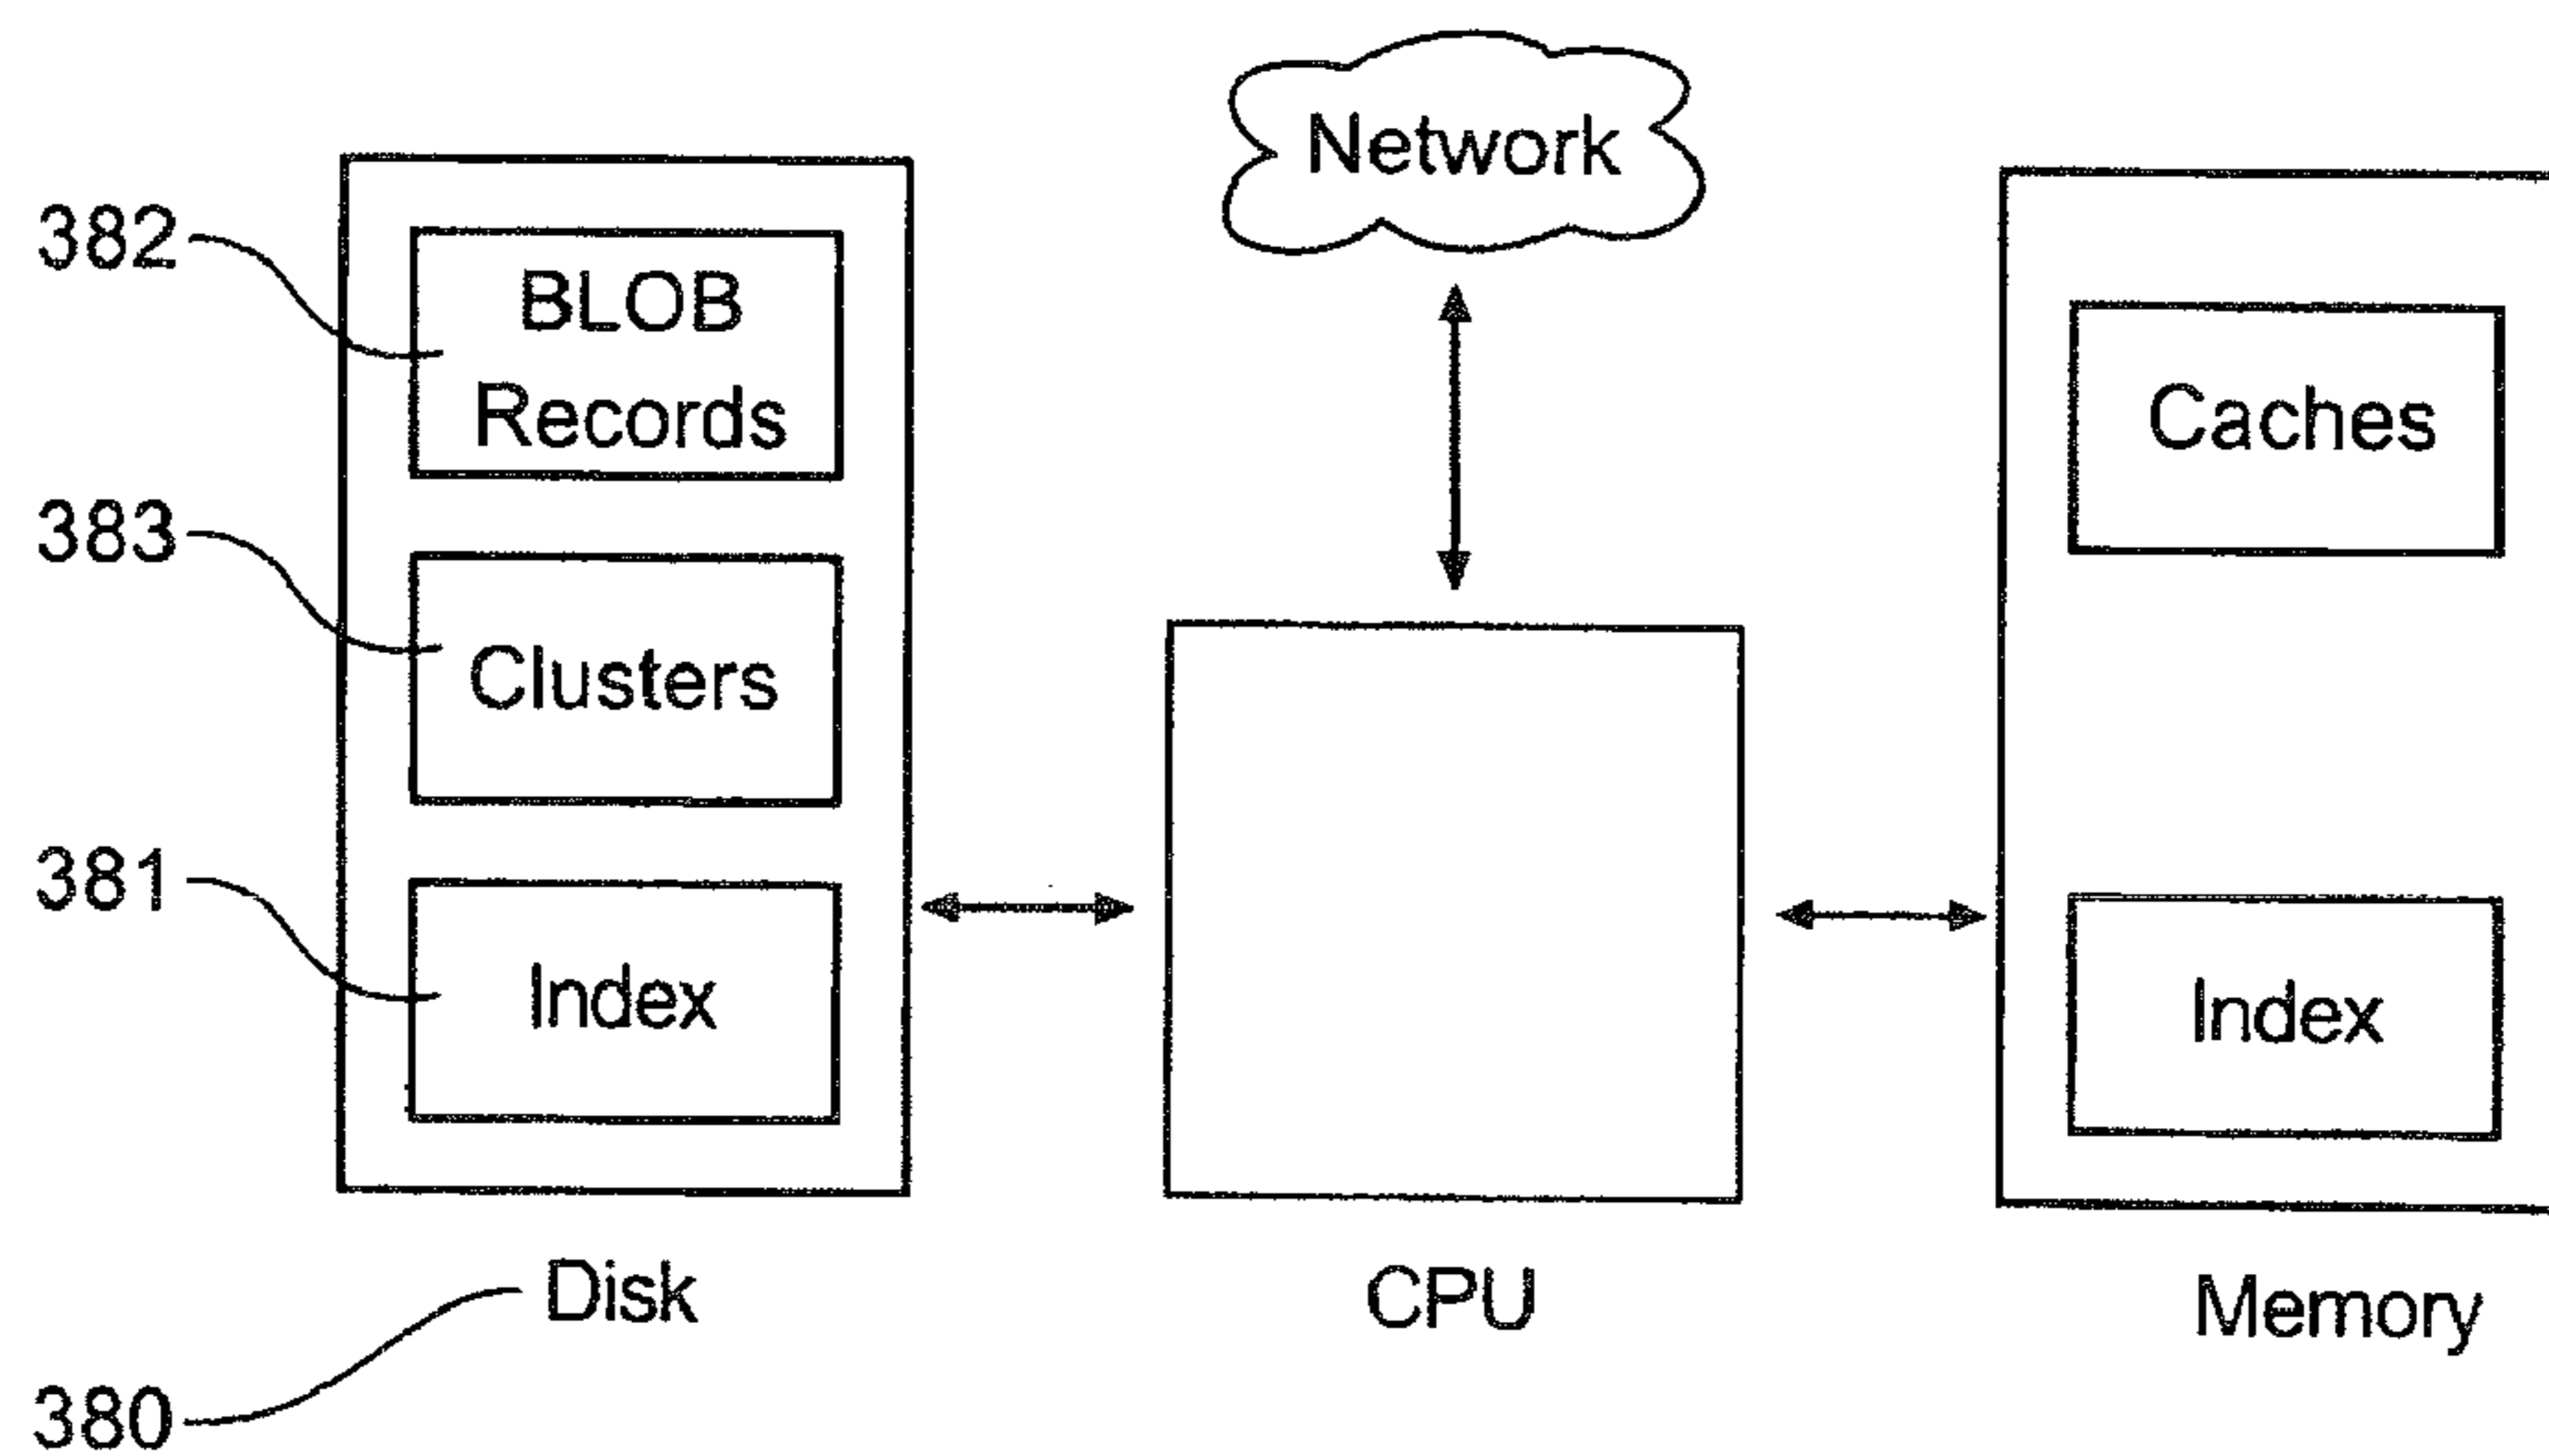 Network
382
BLOB
Records
Caches
383
Clusters
381
Index
Index
Disk
CPU
Memory
380